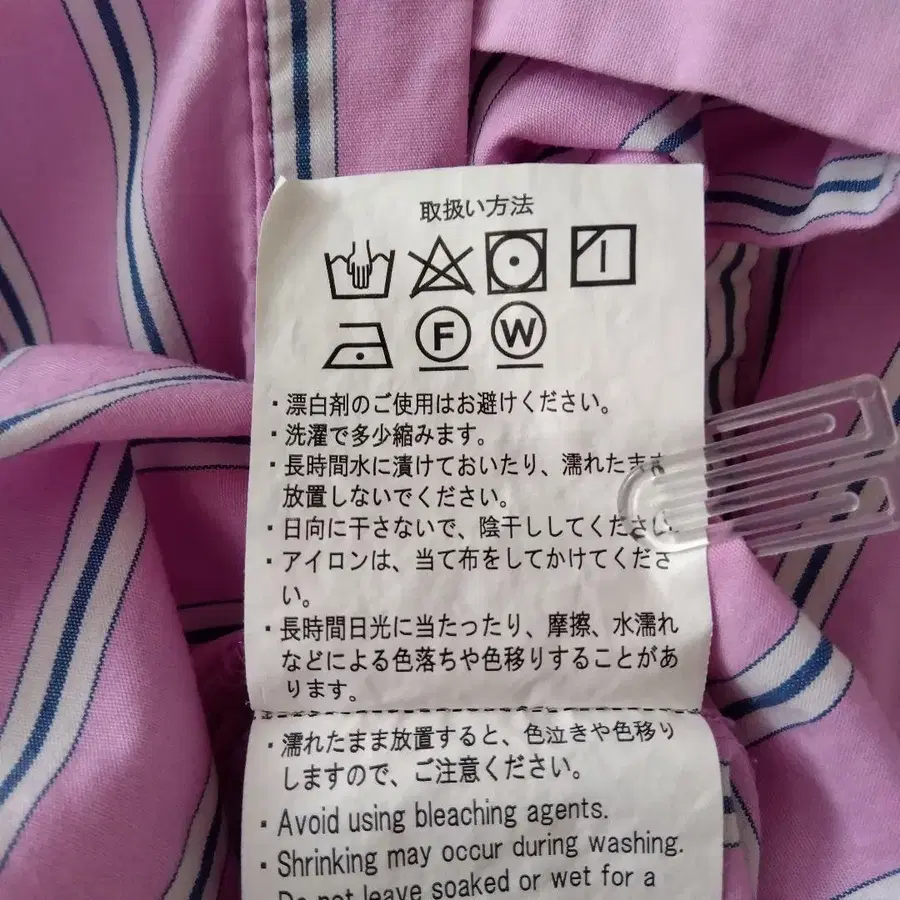 取扱い方法
F W
・漂白剤のご使用はお避けください。
・洗濯で多少縮みます。
・長時間水に漬けておいたり、濡れたまま
放置しないでください。
・日向に干さないで、陰干ししてください。
・アイロンは、当て布をしてかけてくださ
い。
・長時間日光に当たったり、摩擦、水濡れ
などによる色落ちや色移りすることがあ
ります。
・濡れたまま放置すると、色泣きや色移り
しますので、ご注意ください。
・Avoid using bleaching agents.
・Shrinking may occur during washing.
Do not leave soaked or wet for a